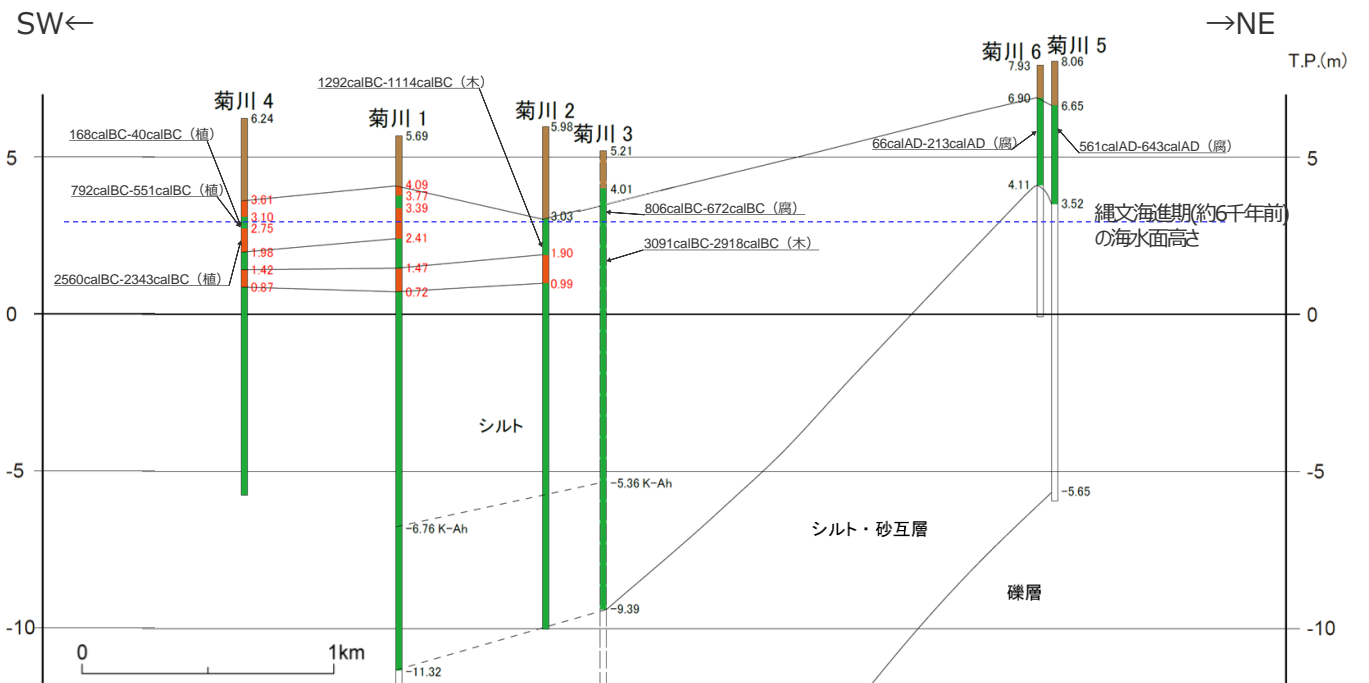 SW←
→NE
T.P.(m)
菊川 6
菊川 5
7.93
8.06
1292calBC-1114calBC（木）
菊川 4
6.24
菊川 1
5.69
菊川 2
5.98
菊川 3
5.21
6.90
6.65
168calBC-40calBC（植）
66calAD-213calAD（腐）
561calAD-643calAD（腐）
5
5
792calBC-551calBC（植）
4.09
4.01
4.11
3.61
3.77
3.39
3.10
3.03
806calBC-672calBC（腐）
3.52
縄文海進期(約6千年前)
の海水面高さ
2.75
2.41
3091calBC-2918calBC（木）
1.98
1.90
2560calBC-2343calBC（植）
1.42
1.47
0.87
0.72
0.99
0
0
シルト
-5
-5
-5.36 K-Ah
-5.65
-6.76 K-Ah
シルト・砂互層
礫層
-9.39
-10
-10
0
1km
-11.32